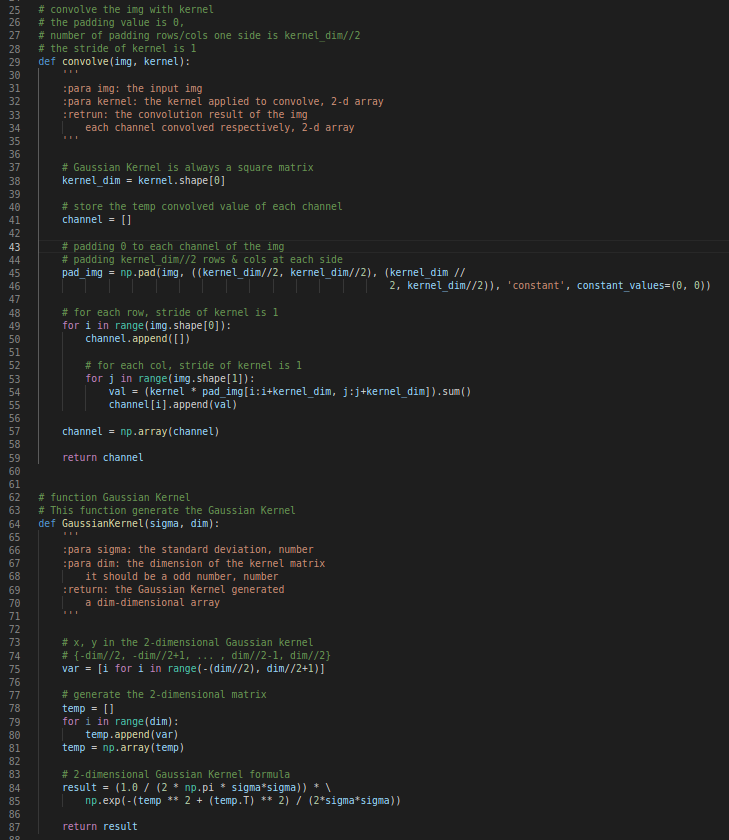 25 # convolve the img with kernel
26 # the padding value is 0,
27 # number of padding rows/cols one side is kernel_dim//2
28 # the stride of kernel is 1
29 def convolve(img, kernel):
30     '''
31     :para img: the input img
32     :para kernel: the kernel applied to convolve, 2-d array
33     :retrun: the convolution result of the img
34         each channel convolved respectively, 2-d array
35     '''
36
37     # Gaussian Kernel is always a square matrix
38     kernel_dim = kernel.shape[0]
39
40     # store the temp convolved value of each channel
41     channel = []
42
43     # padding 0 to each channel of the img
44     # padding kernel_dim//2 rows & cols at each side
45     pad_img = np.pad(img, ((kernel_dim//2, kernel_dim//2), (kernel_dim //
46                                                             2, kernel_dim//2)), 'constant', constant_values=(0, 0))
47
48     # for each row, stride of kernel is 1
49     for i in range(img.shape[0]):
50         channel.append([])
51
52         # for each col, stride of kernel is 1
53         for j in range(img.shape[1]):
54             val = (kernel * pad_img[i:i+kernel_dim, j:j+kernel_dim]).sum()
55             channel[i].append(val)
56
57     channel = np.array(channel)
58
59     return channel
60
61
62 # function Gaussian Kernel
63 # This function generate the Gaussian Kernel
64 def GaussianKernel(sigma, dim):
65     '''
66     :para sigma: the standard deviation, number
67     :para dim: the dimension of the kernel matrix
68         it should be a odd number, number
69     :return: the Gaussian Kernel generated
70         a dim-dimensional array
71     '''
72
73     # x, y in the 2-dimensional Gaussian kernel
74     # {-dim//2, -dim//2+1, ... , dim//2-1, dim//2}
75     var = [i for i in range(-(dim//2), dim//2+1)]
76
77     # generate the 2-dimensional matrix
78     temp = []
79     for i in range(dim):
80         temp.append(var)
81     temp = np.array(temp)
82
83     # 2-dimensional Gaussian Kernel formula
84     result = (1.0 / (2 * np.pi * sigma*sigma)) * \
85         np.exp(-(temp ** 2 + (temp.T) ** 2) / (2*sigma*sigma))
86
87     return result